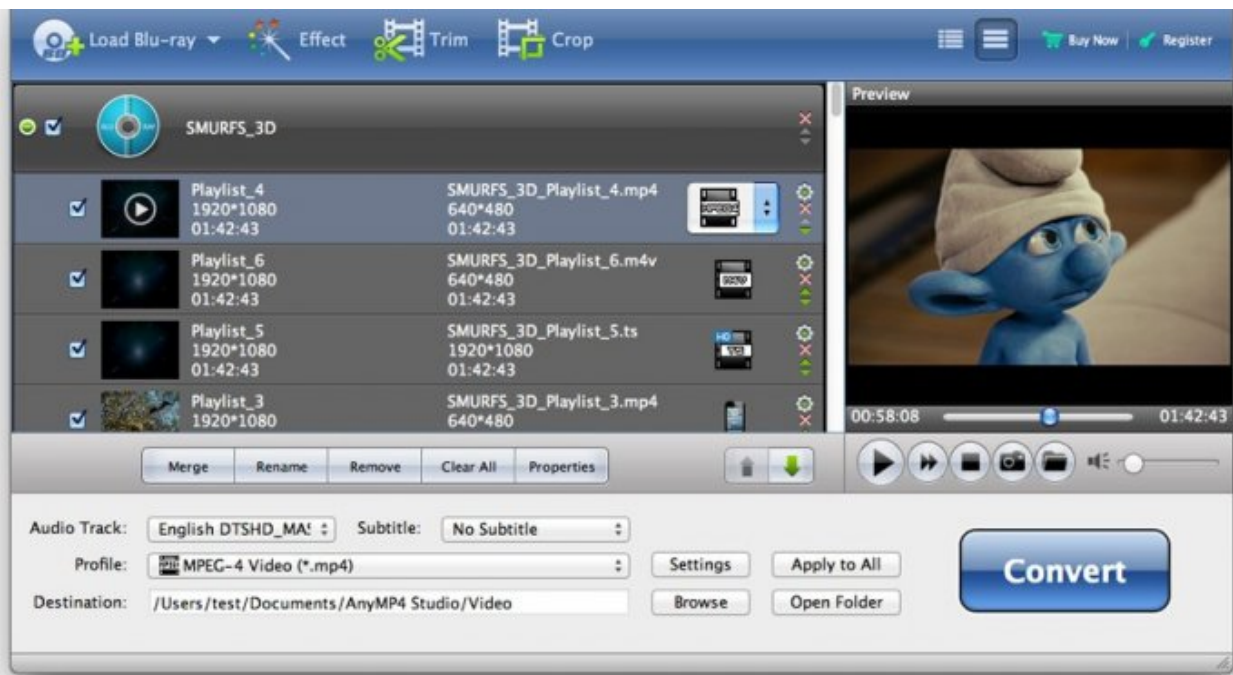 Load Blu-ray Effect Trim Crop Buy Now Register
SMURFS_3D
Playlist_4 SMURFS_3D_Playlist_4.mp4
1920*1080 640*480
01:42:43 01:42:43
Playlist_6 SMURFS_3D_Playlist_6.m4v
1920*1080 640*480
01:42:43 01:42:43
Playlist_5 SMURFS_3D_Playlist_5.ts
1920*1080 1920*1080
01:42:43 01:42:43
Playlist_3 SMURFS_3D_Playlist_3.mp4
1920*1080 640*480
Preview
00:58:08 01:42:43
Merge Rename Remove Clear All Properties
Audio Track: English DTSHD_MA Subtitle: No Subtitle
Profile: MPEG-4 Video (*.mp4) Settings Apply to All
Destination: /Users/test/Documents/AnyMP4 Studio/Video Browse Open Folder
Convert